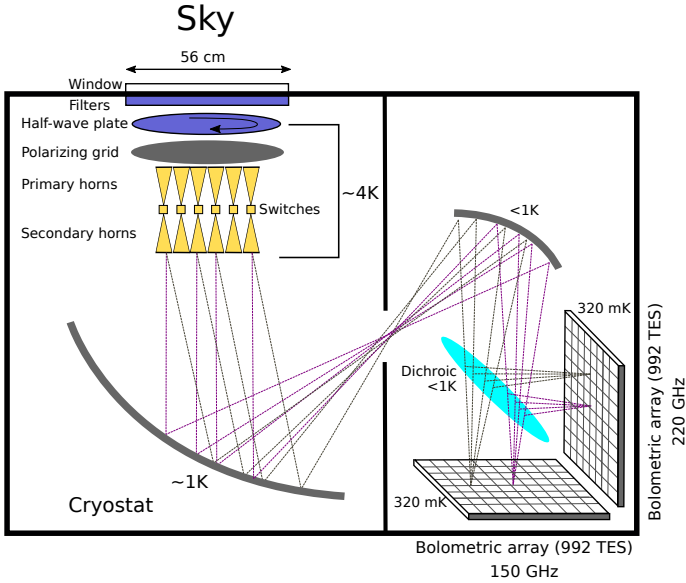 Sky
56 cm
Window
Filters
Half-wave plate
Polarizing grid
Primary horns
Switches
Secondary horns
~4K
<1K
320 mK
Dichroic
<1K
~1K
Cryostat
320 mK
Bolometric array (992 TES)
220 GHz
Bolometric array (992 TES)
150 GHz